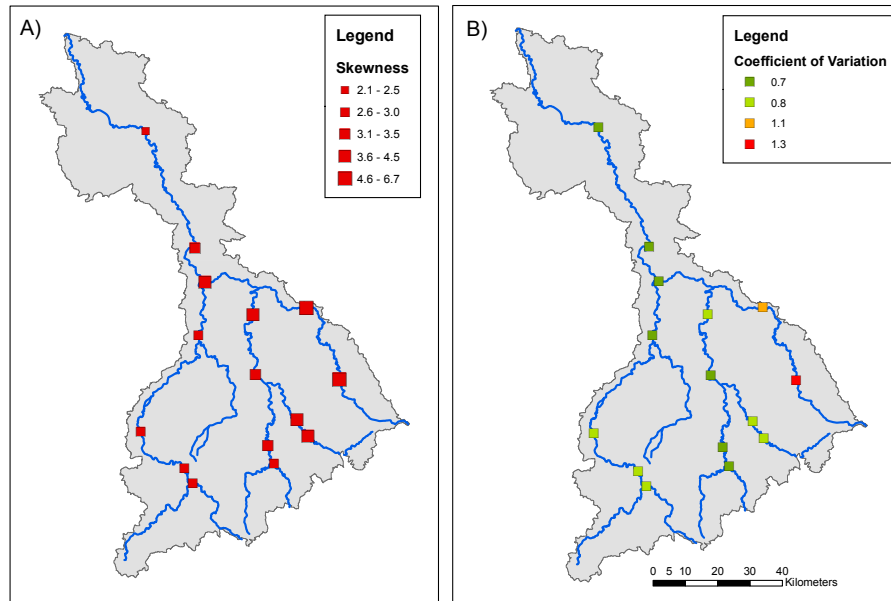 A)
Legend
Skewness
2.1 - 2.5
2.6 - 3.0
3.1 - 3.5
3.6 - 4.5
4.6 - 6.7
B)
Legend
Coefficient of Variation
0.7
0.8
1.1
1.3
0 5 10 20 30 40
Kilometers